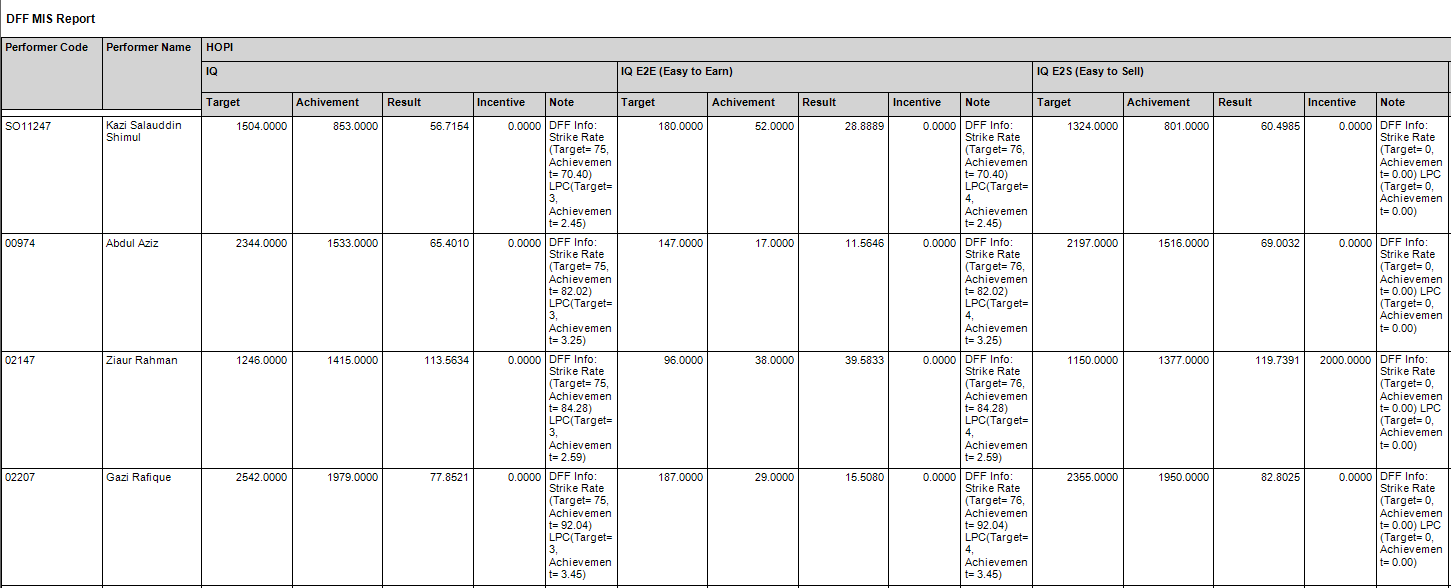 DFF MIS Report
Performer Code Performer Name HOPI
IQ IQ E2E (Easy to Earn) IQ E2S (Easy to Sell)
Target Achivement Result Incentive Note Target Achivement Result Incentive Note Target Achivement Result Incentive Note
SO11247 Kazi Salauddin 1504.0000 853.0000 56.7154 0.0000 DFF Info: 180.0000 52.0000 28.8889 0.0000 DFF Info: 1324.0000 801.0000 60.4985 0.0000 DFF Info:
Shimul Strike Rate Strike Rate Strike Rate
(Target= 75, (Target= 76, (Target= 0,
Achievemen Achievemen Achievemen
t= 70.40) t= 70.40) t= 0.00) LPC
LPC(Target= LPC(Target= (Target= 0,
3, 4, Achievemen
Achievemen Achievemen t= 0.00)
t= 2.45) t= 2.45)
00974 Abdul Aziz 2344.0000 1533.0000 65.4010 0.0000 DFF Info: 147.0000 17.0000 11.5646 0.0000 DFF Info: 2197.0000 1516.0000 69.0032 0.0000 DFF Info:
Strike Rate Strike Rate Strike Rate
(Target= 75, (Target= 76, (Target= 0,
Achievemen Achievemen Achievemen
t= 82.02) t= 82.02) t= 0.00) LPC
LPC(Target= LPC(Target= (Target= 0,
3, 4, Achievemen
Achievemen Achievemen t= 0.00)
t= 3.25) t= 3.25)
02147 Ziaur Rahman 1246.0000 1415.0000 113.5634 0.0000 DFF Info: 96.0000 38.0000 39.5833 0.0000 DFF Info: 1150.0000 1377.0000 119.7391 2000.0000 DFF Info:
Strike Rate Strike Rate Strike Rate
(Target= 75, (Target= 76, (Target= 0,
Achievemen Achievemen Achievemen
t= 84.28) t= 84.28) t= 0.00) LPC
LPC(Target= LPC(Target= (Target= 0,
3, 4, Achievemen
Achievemen Achievemen t= 0.00)
t= 2.59) t= 2.59)
02207 Gazi Rafique 2542.0000 1979.0000 77.8521 0.0000 DFF Info: 187.0000 29.0000 15.5080 0.0000 DFF Info: 2355.0000 1950.0000 82.8025 0.0000 DFF Info:
Strike Rate Strike Rate Strike Rate
(Target= 75, (Target= 76, (Target= 0,
Achievemen Achievemen Achievemen
t= 92.04) t= 92.04) t= 0.00) LPC
LPC(Target= LPC(Target= (Target= 0,
3, 4, Achievemen
Achievemen Achievemen t= 0.00)
t= 3.45) t= 3.45)